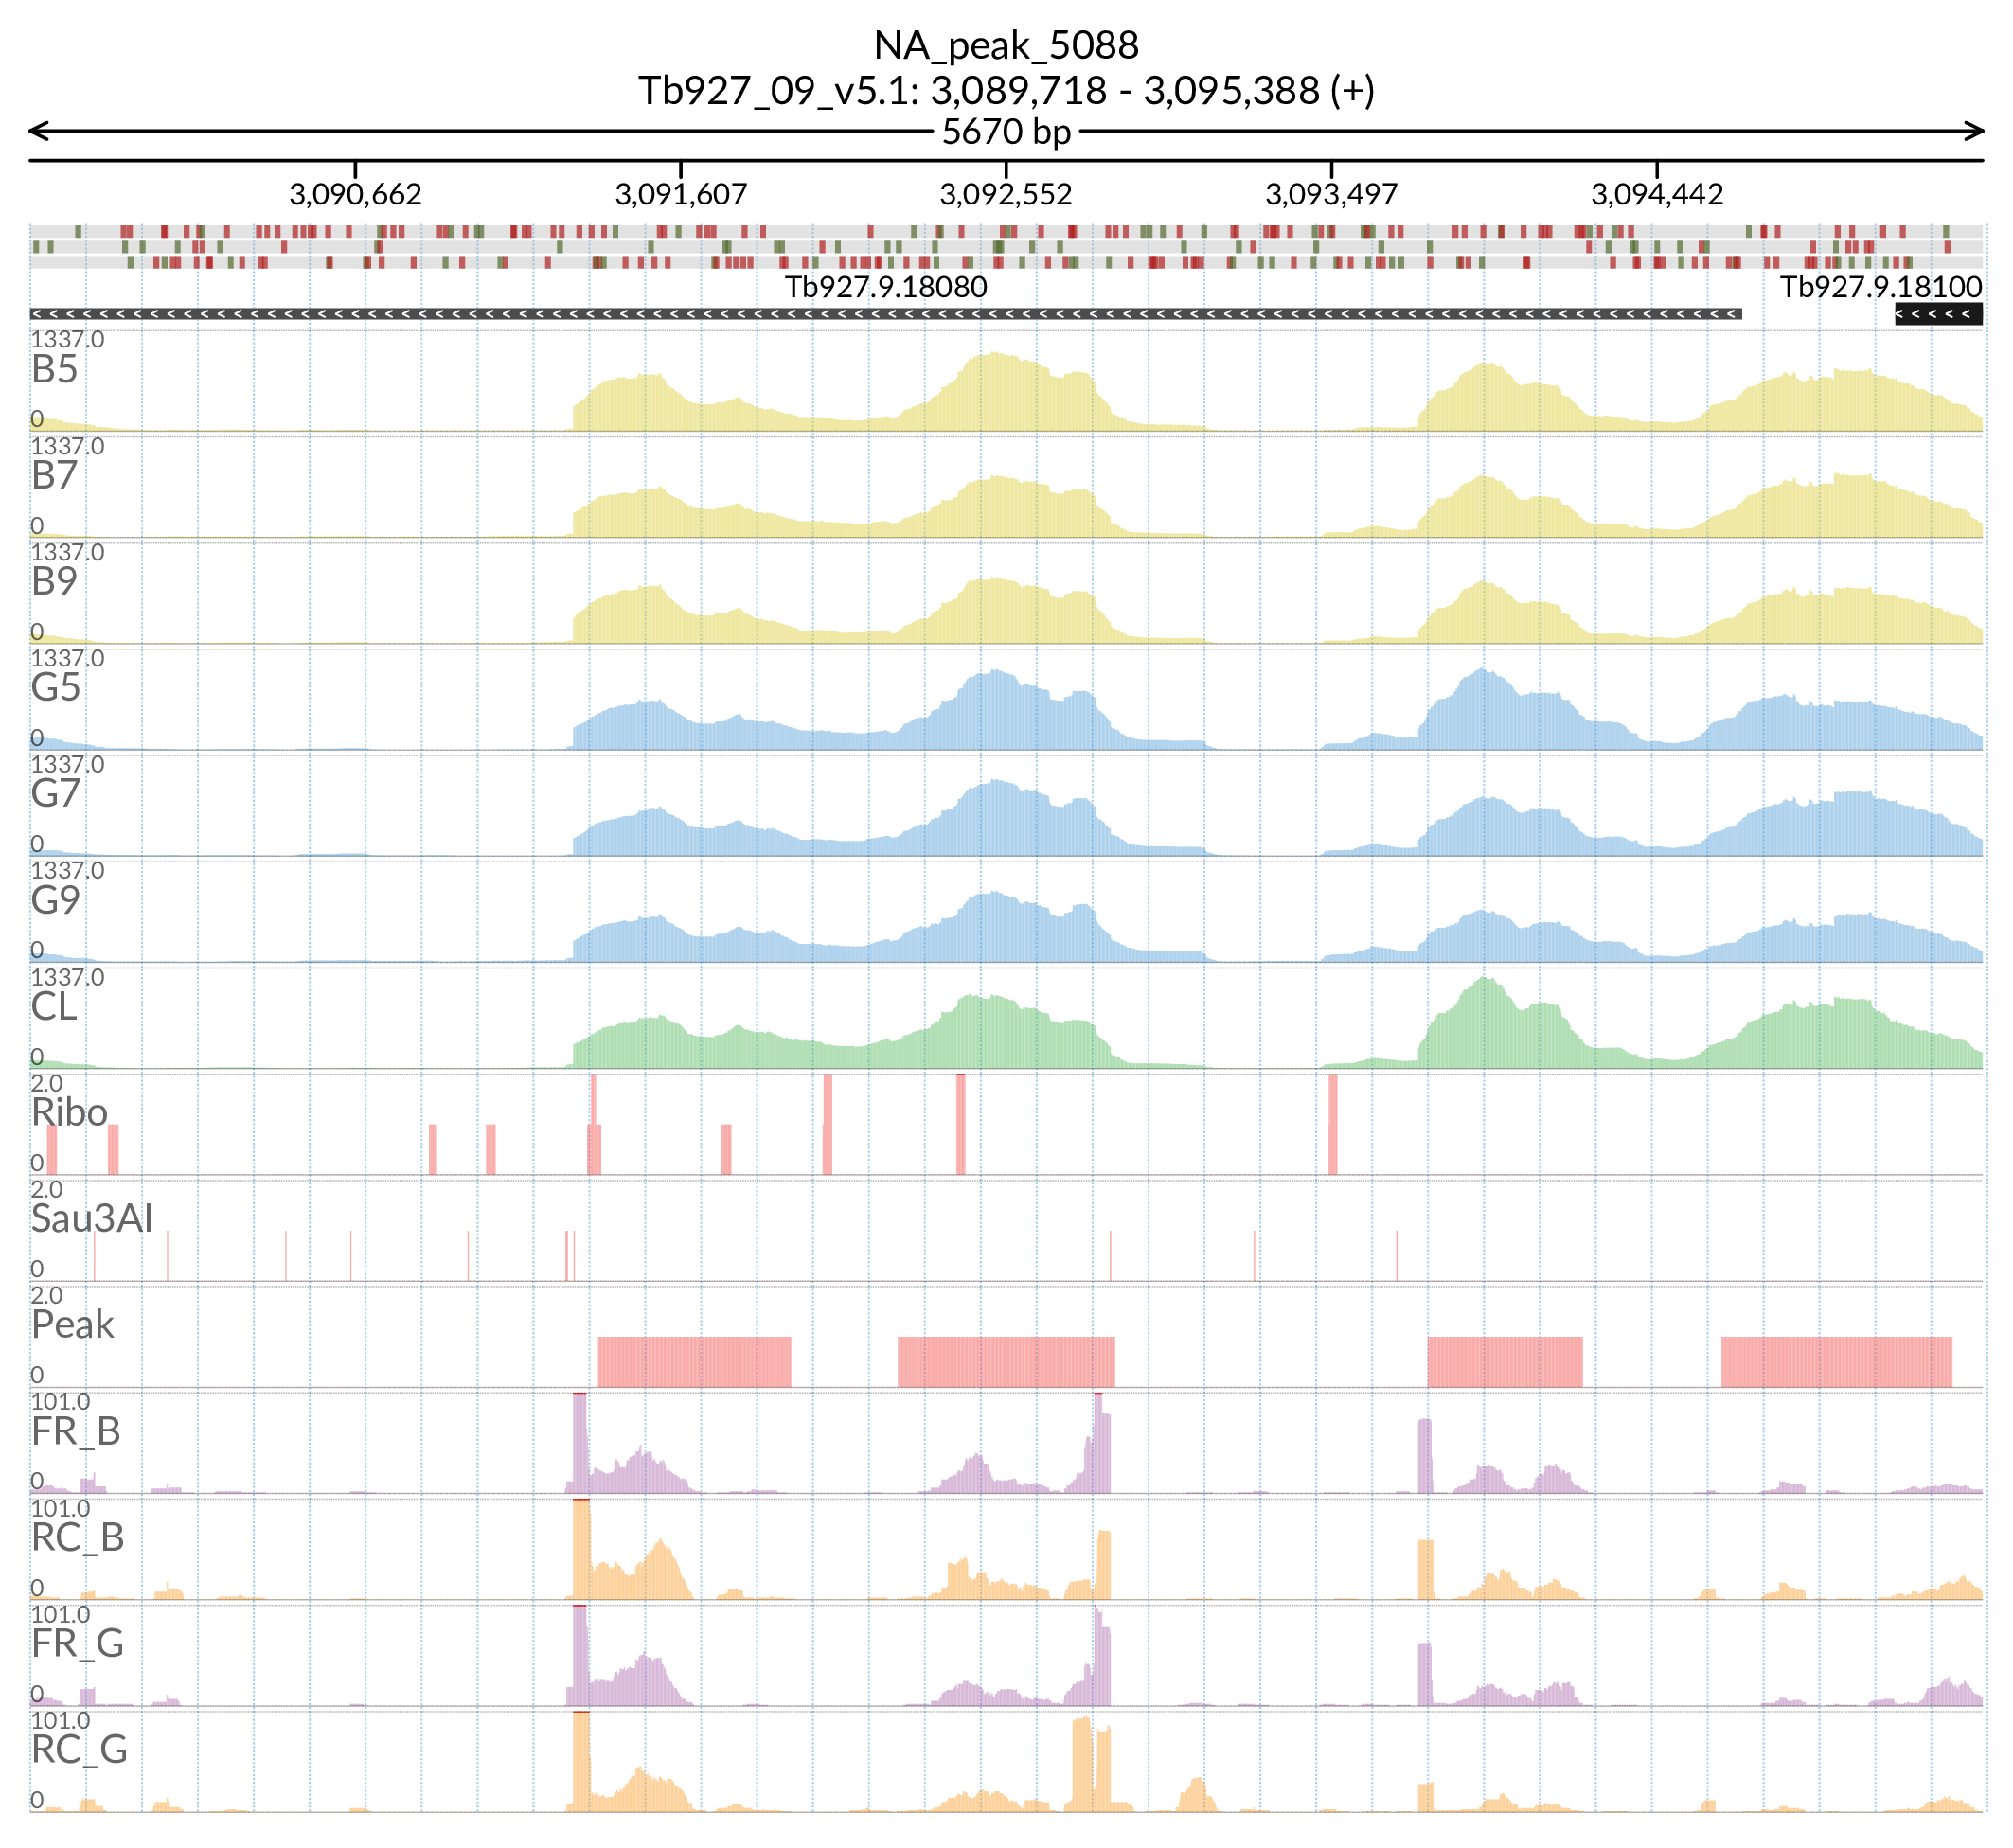 NA_peak_5088
Tb927_09_v5.1: 3,089,718 - 3,095,388 (+)
5670 bp
3,090,662 3,091,607 3,092,552 3,093,497 3,094,442
Tb927.9.18080 Tb927.9.18100
1337.0
B5
0
1337.0
B7
0
1337.0
B9
0
1337.0
G5
0
1337.0
G7
0
1337.0
G9
0
1337.0
CL
0
2.0
Ribo
0
2.0
Sau3AI
0
2.0
Peak
0
101.0
FR_B
0
101.0
RC_B
0
101.0
FR_G
0
101.0
RC_G
0